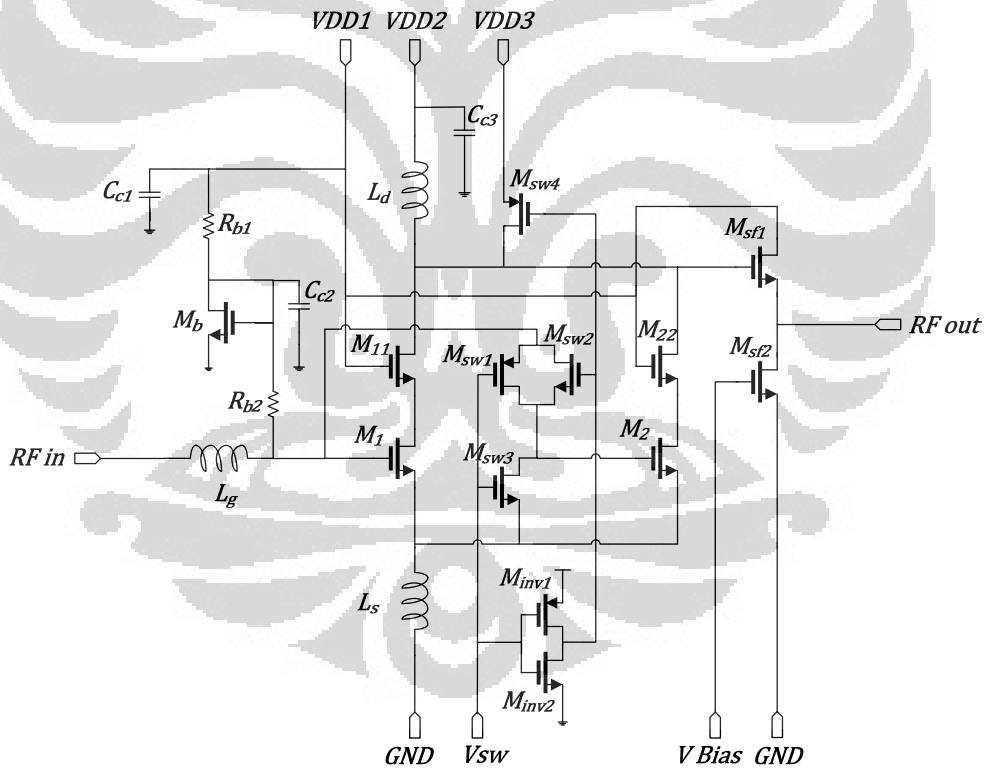 VDD1 VDD2 VDD3
Cc3
Cc1
Ld
Msw4
Rb1
Msf1
Cc2
Mb
M11
Msw1
Msw2
M22
Msf2
Rb2
M1
Msw3
M2
RF in
Lg
RF out
Ls
Minv1
Minv2
GND Vsw V Bias GND